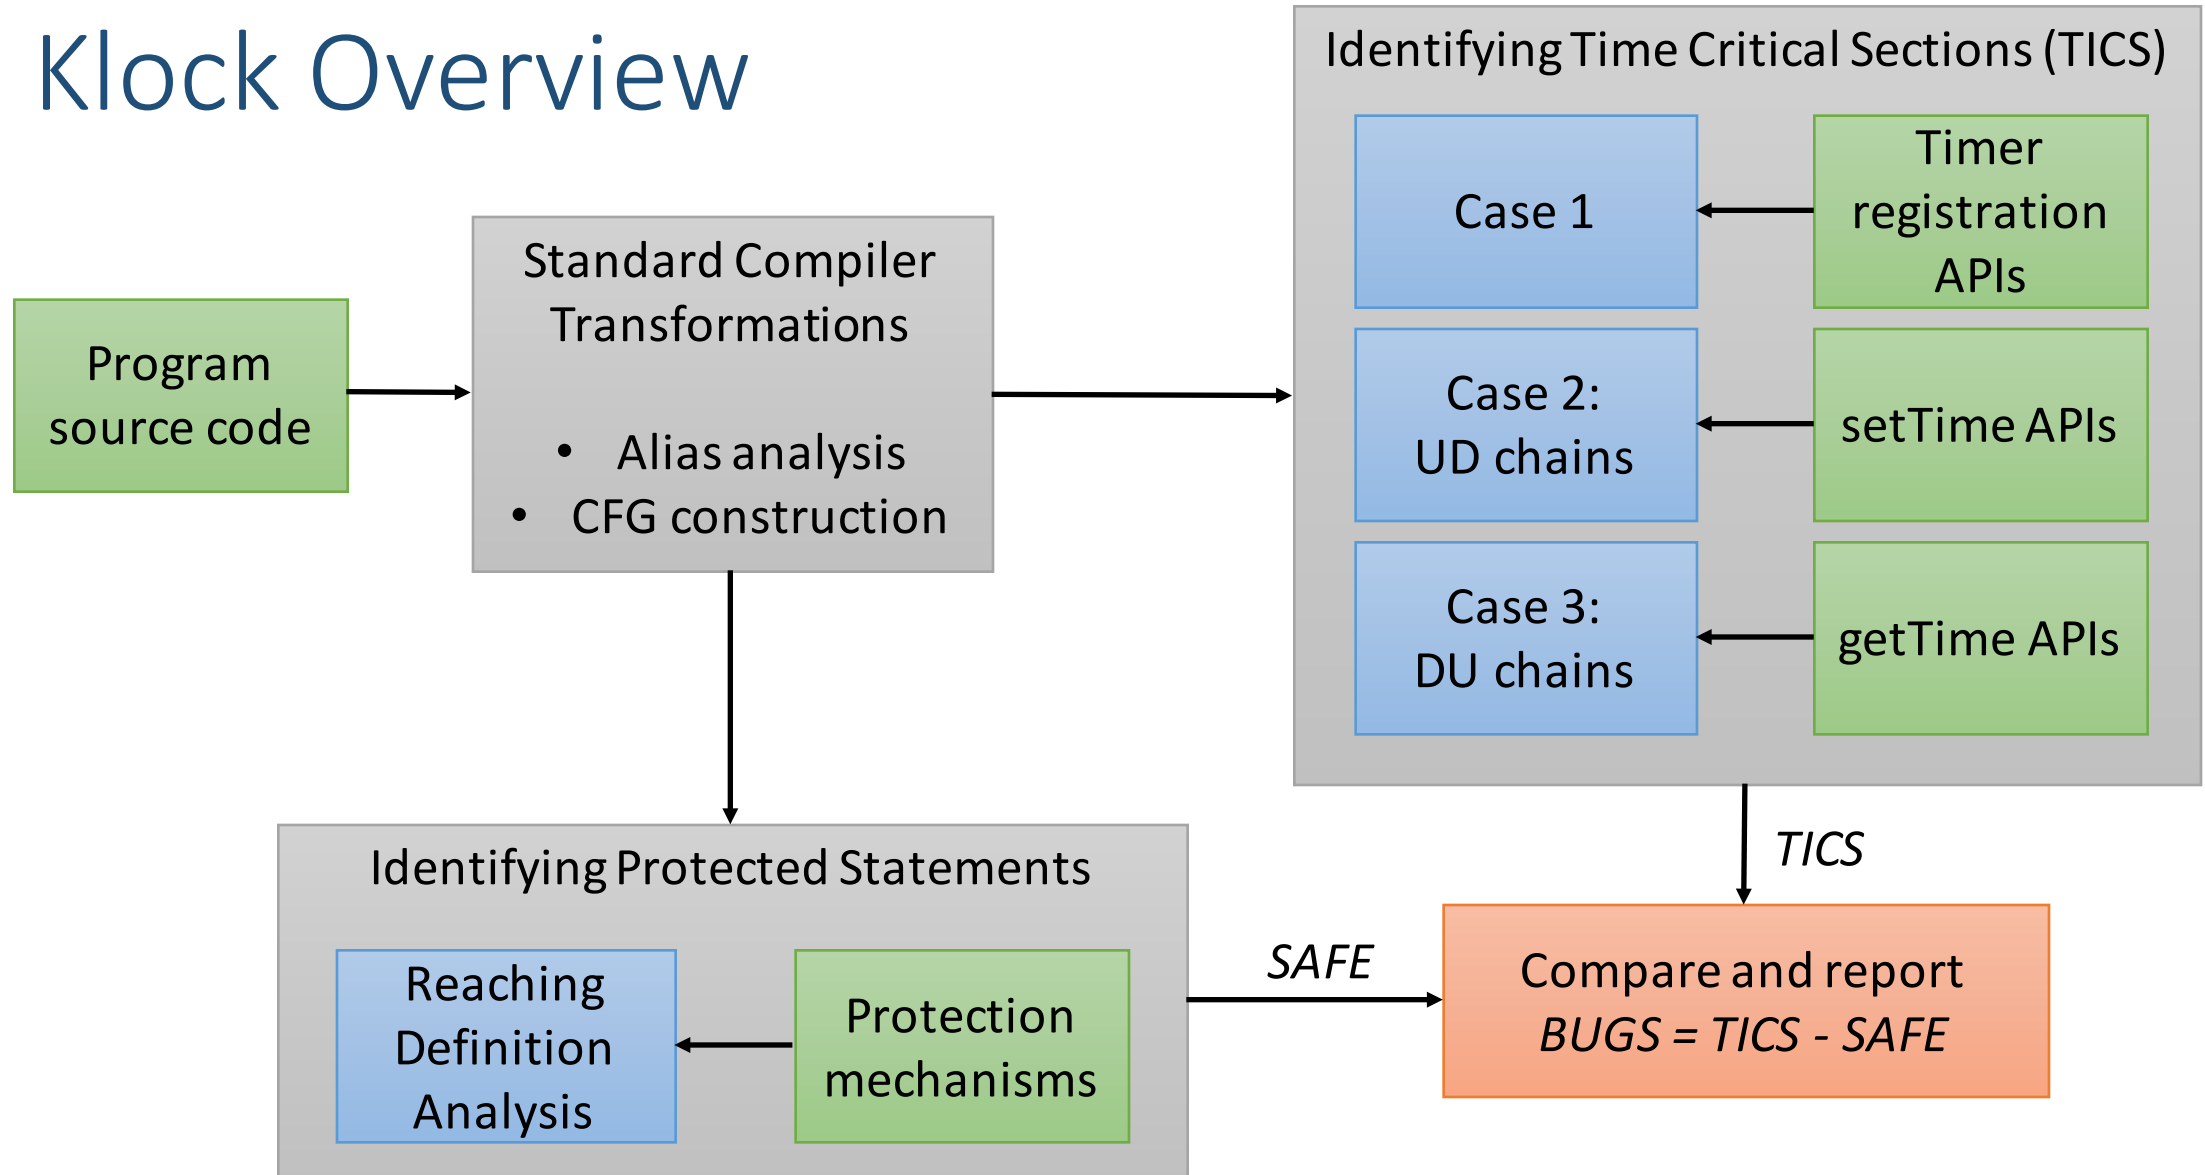 Klock Overview
Program
source code
Standard Compiler
Transformations
• Alias analysis
• CFG construction
Identifying Time Critical Sections (TICS)
Case 1
Timer
registration
APIs
Case 2:
UD chains
setTime APIs
Case 3:
DU chains
getTime APIs
TICS
Identifying Protected Statements
Reaching
Definition
Analysis
Protection
mechanisms
SAFE
Compare and report
BUGS = TICS - SAFE